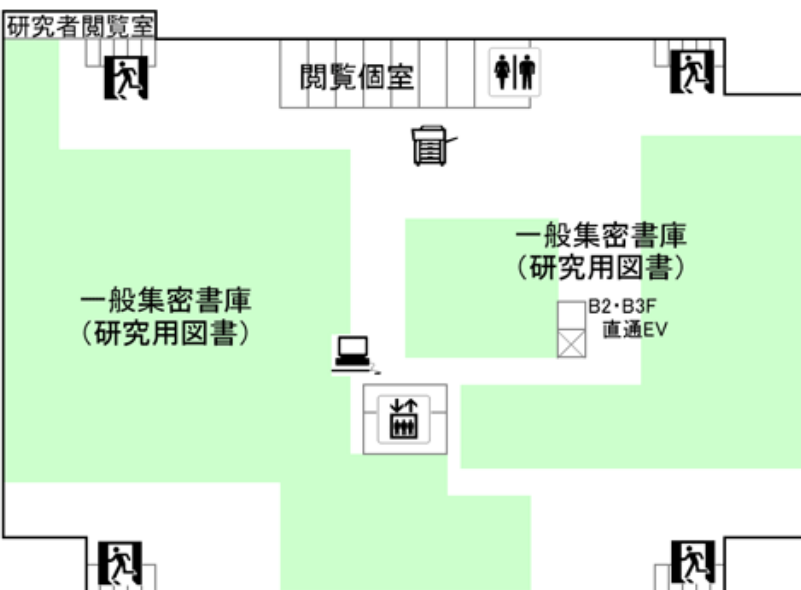 研究者閲覧室
閲覧個室
一般集密書庫
（研究用図書）
B2・B3F
直通EV
一般集密書庫
（研究用図書）